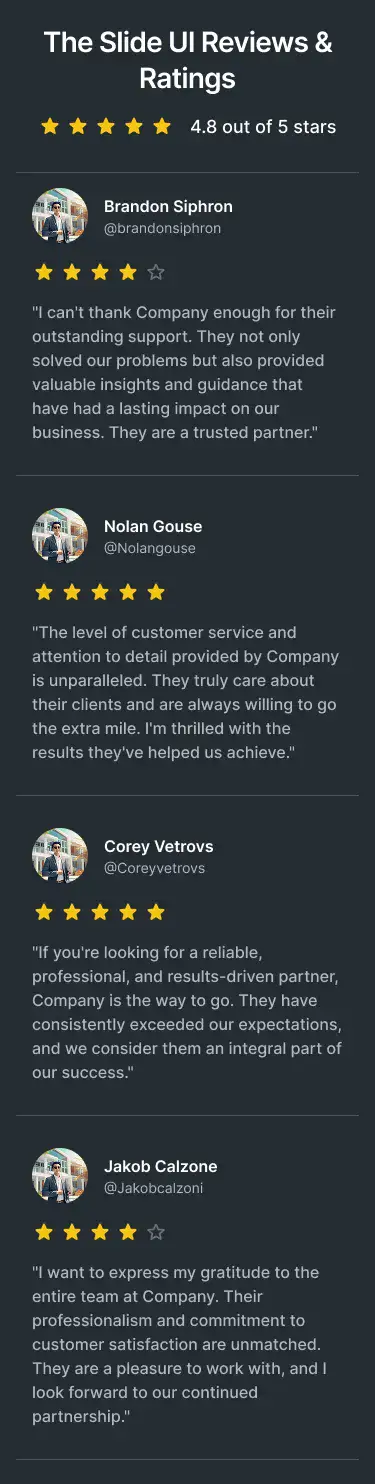 The Slide UI Reviews &
Ratings
4.8 out of 5 stars
Brandon Siphron
@brandonsiphron
"I can't thank Company enough for their
outstanding support. They not only
solved our problems but also provided
valuable insights and guidance that
have had a lasting impact on our
business. They are a trusted partner."
Nolan Gouse
@Nolangouse
"The level of customer service and
attention to detail provided by Company
is unparalleled. They truly care about
their clients and are always willing to go
the extra mile. I'm thrilled with the
results they've helped us achieve."
Corey Vetrovs
@Coreyvetrovs
"If you're looking for a reliable,
professional, and results-driven partner,
Company is the way to go. They have
consistently exceeded our expectations,
and we consider them an integral part of
our success."
Jakob Calzone
@Jakobcalzoni
"I want to express my gratitude to the
entire team at Company. Their
professionalism and commitment to
customer satisfaction are unmatched.
They are a pleasure to work with, and I
look forward to our continued
partnership."